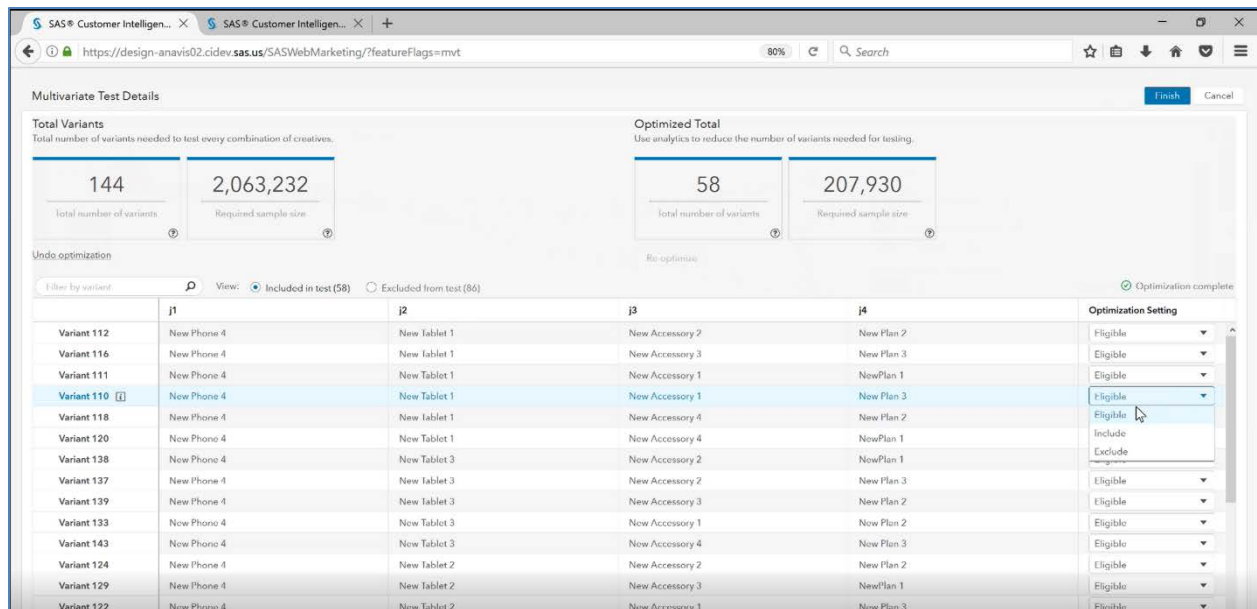 SAS® Customer Intelligen... SAS® Customer Intelligen...
https://design-anavis02.cidev.sas.us/SASWebMarketing/?featureFlags=mvt 80% Search
Multivariate Test Details Finish Cancel
Total Variants Optimized Total
Total number of variants needed to test every combination of creatives. Use analytics to reduce the number of variants needed for testing.
144 2,063,232 58 207,930
Total number of variants Required sample size Total number of variants Required sample size
Undo optimization Re-optimize
Filter by variant View: Included in test (58) Excluded from test (86) Optimization complete
j1 j2 j3 j4 Optimization Setting
Variant 112 New Phone 4 New Tablet 1 New Accessory 2 New Plan 2 Eligible
Variant 116 New Phone 4 New Tablet 1 New Accessory 3 New Plan 3 Eligible
Variant 111 New Phone 4 New Tablet 1 New Accessory 1 NewPlan 1 Eligible
Variant 110 New Phone 4 New Tablet 1 New Accessory 1 New Plan 3 Eligible
Variant 118 New Phone 4 New Tablet 1 New Accessory 4 New Plan 2 Eligible
Variant 120 New Phone 4 New Tablet 1 New Accessory 4 NewPlan 1 Include
Variant 138 New Phone 4 New Tablet 3 New Accessory 2 NewPlan 1 Exclude
Variant 137 New Phone 4 New Tablet 3 New Accessory 2 New Plan 3 Eligible
Variant 139 New Phone 4 New Tablet 3 New Accessory 3 New Plan 2 Eligible
Variant 133 New Phone 4 New Tablet 3 New Accessory 1 New Plan 2 Eligible
Variant 143 New Phone 4 New Tablet 3 New Accessory 4 New Plan 3 Eligible
Variant 124 New Phone 4 New Tablet 2 New Accessory 2 New Plan 2 Eligible
Variant 129 New Phone 4 New Tablet 2 New Accessory 3 NewPlan 1 Eligible
Variant 122 New Phone 4 New Tablet 2 New Accessory 1 New Plan 3 Eligible